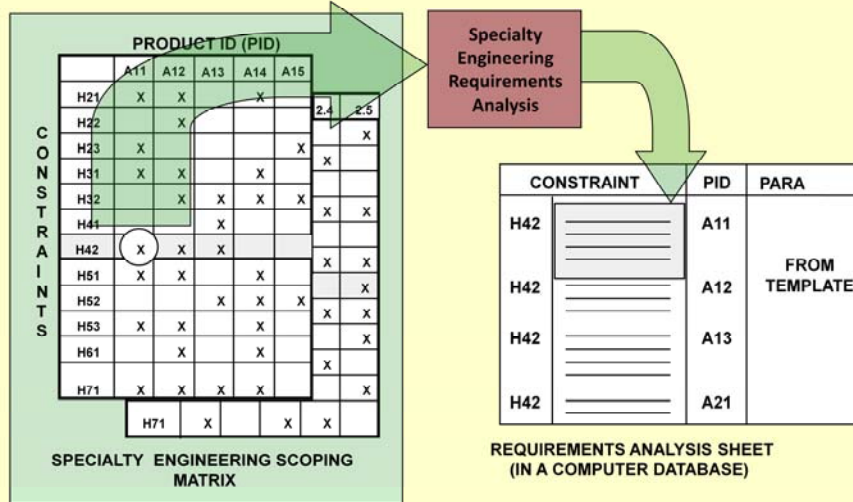 PRODUCT ID (PID)
A11 A12 A13 A14 A15
H21 X X X
H22 X
H23 X X
H31 X X X
H32 X X X X
H41 X
H42 X X X
H51 X X X
H52 X X X
H53 X X X
H61 X X
H71 X X X X
CONSTRAINTS
2.4 2.5
X
X
X X
X X
X
X X
X
X
X
H71 X X X
SPECIALTY ENGINEERING SCOPING
MATRIX
Specialty
Engineering
Requirements
Analysis
CONSTRAINT PID PARA
H42 A11
H42 A12
H42 A13
H42 A21
FROM
TEMPLATE
REQUIREMENTS ANALYSIS SHEET
(IN A COMPUTER DATABASE)